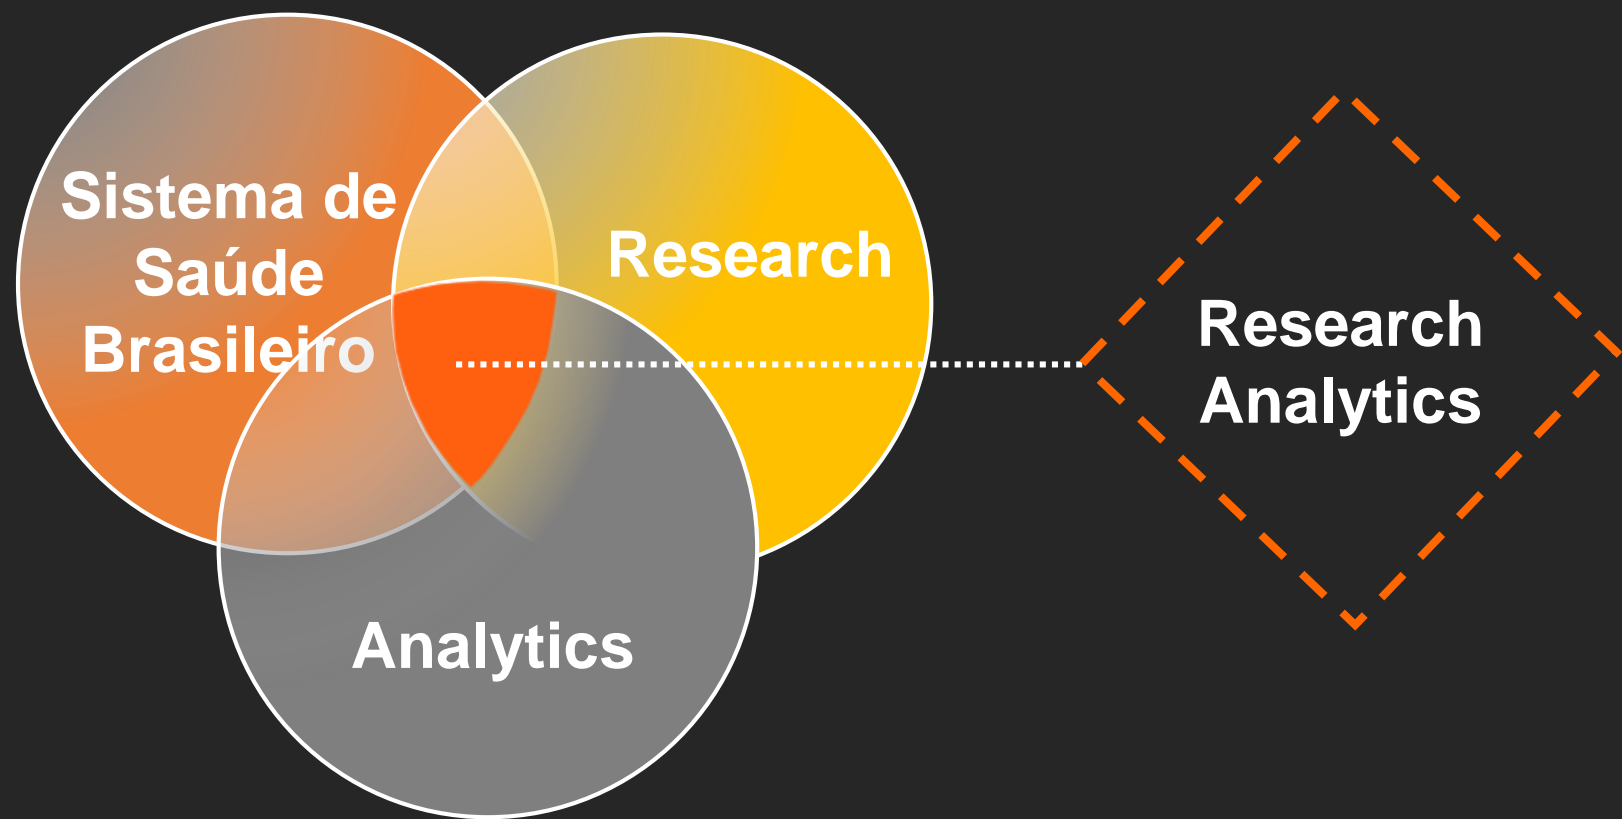 Sistema de
Saúde
Brasileiro
Research
Analytics
Research
Analytics